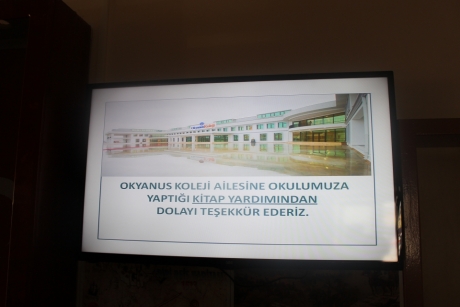 OKYANUS KOLEJİ AİLESİNE OKULUMUZA
YAPTIĞI KİTAP YARDIMINDAN
DOLAYI TEŞEKKÜR EDERİZ.